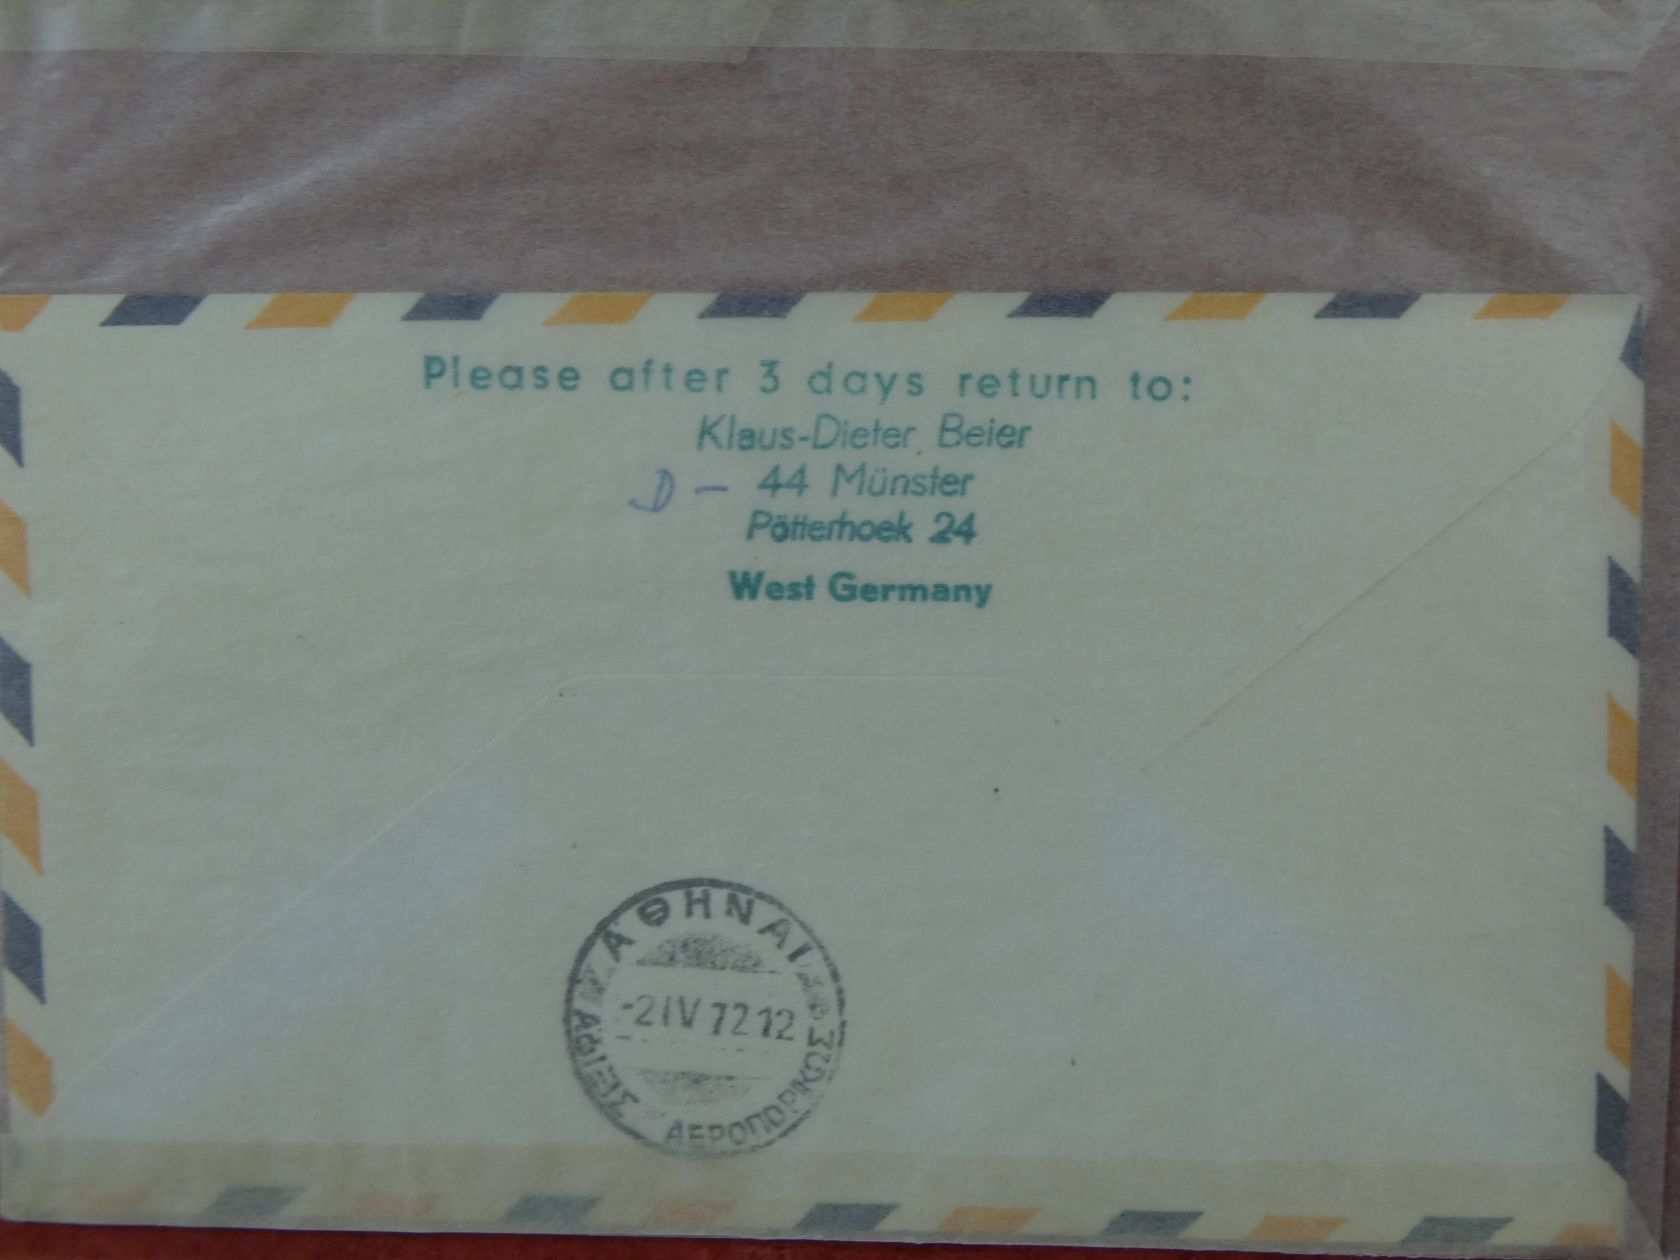 Please after 3 days return to:
Klaus-Dieter Beier
D - 44 Münster
Pötterhoek 24
West Germany
ΑΘΗΝΑΙ
-2 IV 72 12
ΑΦΙΞΙΣ ΑΕΡΟΠΟΡΙΚΩΣ